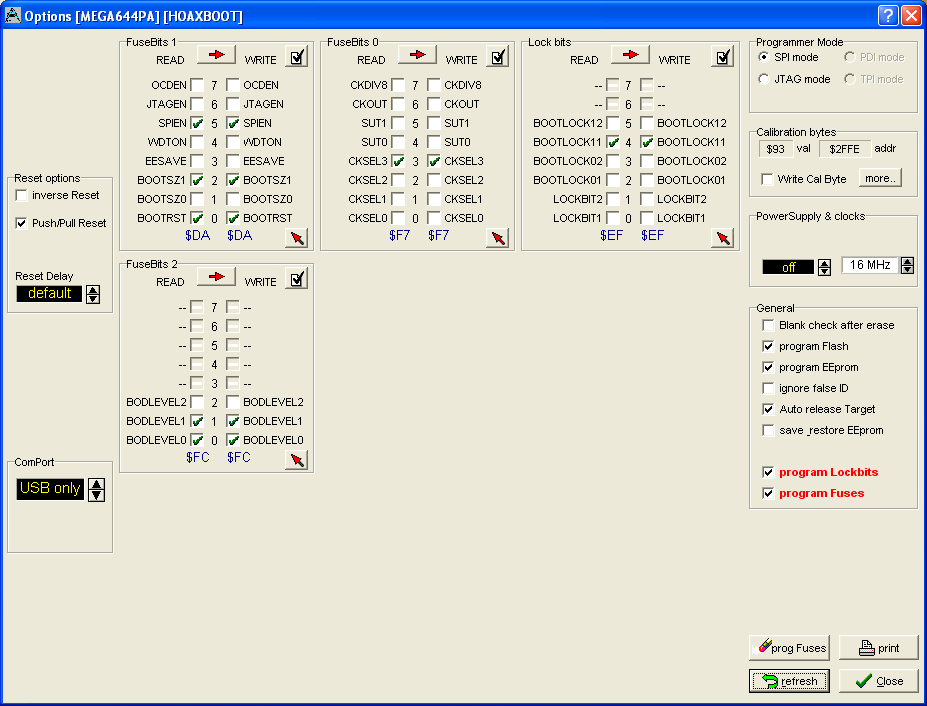 Options [MEGA644PA] [HOAXBOOT]
FuseBits 1
READ WRITE
OCDEN 7 OCDEN
JTAGEN 6 JTAGEN
SPIEN 5 SPIEN
WDTON 4 WDTON
EESAVE 3 EESAVE
BOOTSZ1 2 BOOTSZ1
BOOTSZ0 1 BOOTSZ0
BOOTRST 0 BOOTRST
$DA $DA
FuseBits 0
READ WRITE
CKDIV8 7 CKDIV8
CKOUT 6 CKOUT
SUT1 5 SUT1
SUT0 4 SUT0
CKSEL3 3 CKSEL3
CKSEL2 2 CKSEL2
CKSEL1 1 CKSEL1
CKSEL0 0 CKSEL0
$F7 $F7
Lock bits
READ WRITE
-- 7 --
-- 6 --
BOOTLOCK12 5 BOOTLOCK12
BOOTLOCK11 4 BOOTLOCK11
BOOTLOCK02 3 BOOTLOCK02
BOOTLOCK01 2 BOOTLOCK01
LOCKBIT2 1 LOCKBIT2
LOCKBIT1 0 LOCKBIT1
$EF $EF
Programmer Mode
SPI mode PDI mode
JTAG mode TPI mode
Calibration bytes
$93 val $2FFE addr
Write Cal Byte more..
PowerSupply & clocks
off 16 MHz
Reset options
inverse Reset
Push/Pull Reset
Reset Delay
default
FuseBits 2
READ WRITE
-- 7 --
-- 6 --
-- 5 --
-- 4 --
-- 3 --
BODLEVEL2 2 BODLEVEL2
BODLEVEL1 1 BODLEVEL1
BODLEVEL0 0 BODLEVEL0
$FC $FC
General
Blank check after erase
program Flash
program EEprom
ignore false ID
Auto release Target
save_restore EEprom
program Lockbits
program Fuses
ComPort
USB only
prog Fuses print
refresh Close